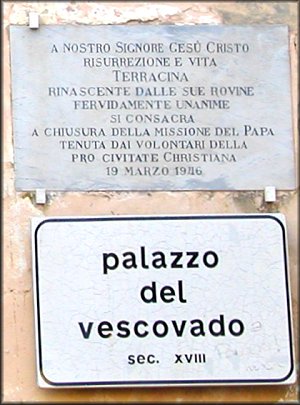 A NOSTRO SIGNORE GESÙ CRISTO
RISURREZIONE E VITA
TERRACINA
RINASCENTE DALLE SUE ROVINE
FERVIDAMENTE UNANIME
SI CONSACRA
A CHIUSURA DELLA MISSIONE DEL PAPA
TENUTA DAI VOLONTARI DELLA
PRO CIVITATE CHRISTIANA
19 MARZO 1946
palazzo
del
vescovado
sec. XVIII